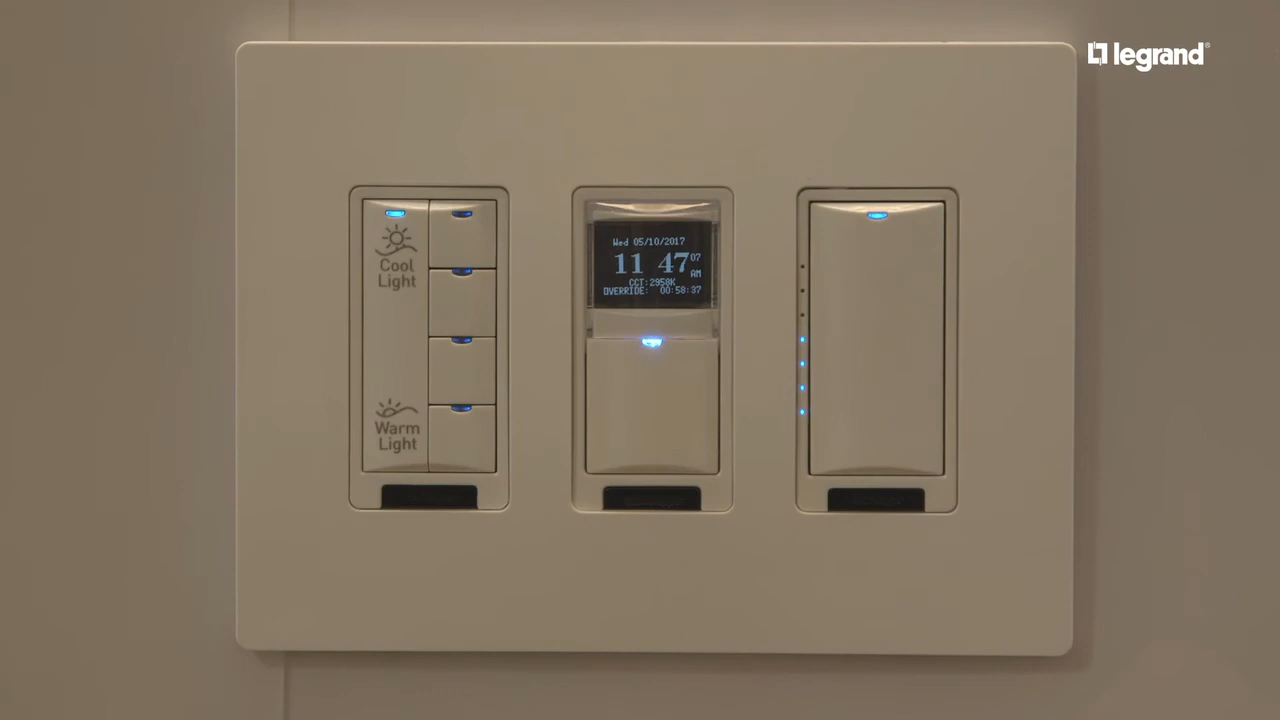 legrand®
Cool
Light
Warm
Light
Wed 05/10/2017
11 47 07
AM
CCT:2958K
OVERRIDE: 00:58:37